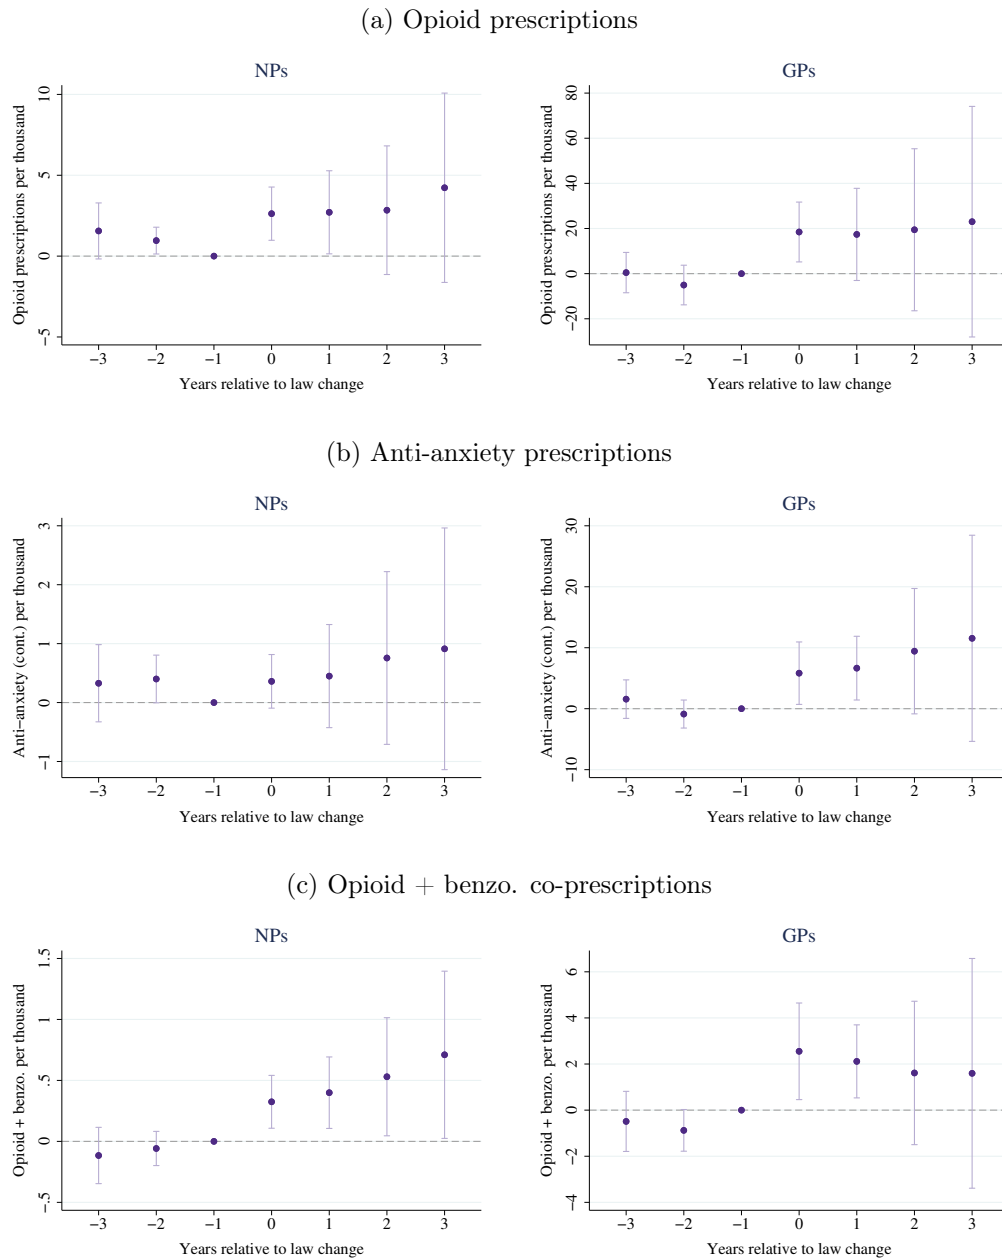 (a) Opioid prescriptions
NPs
Opioid prescriptions per thousand
10
5
0
−5
−3 −2 −1 0 1 2 3
Years relative to law change
GPs
Opioid prescriptions per thousand
80
60
40
20
0
−20
−3 −2 −1 0 1 2 3
Years relative to law change
(b) Anti-anxiety prescriptions
NPs
Anti−anxiety (cont.) per thousand
3
2
1
0
−1
−3 −2 −1 0 1 2 3
Years relative to law change
GPs
Anti−anxiety (cont.) per thousand
30
20
10
0
−10
−3 −2 −1 0 1 2 3
Years relative to law change
(c) Opioid + benzo. co-prescriptions
NPs
Opioid + benzo. per thousand
1.5
1
.5
0
−.5
−3 −2 −1 0 1 2 3
Years relative to law change
GPs
Opioid + benzo. per thousand
6
4
2
0
−2
−4
−3 −2 −1 0 1 2 3
Years relative to law change